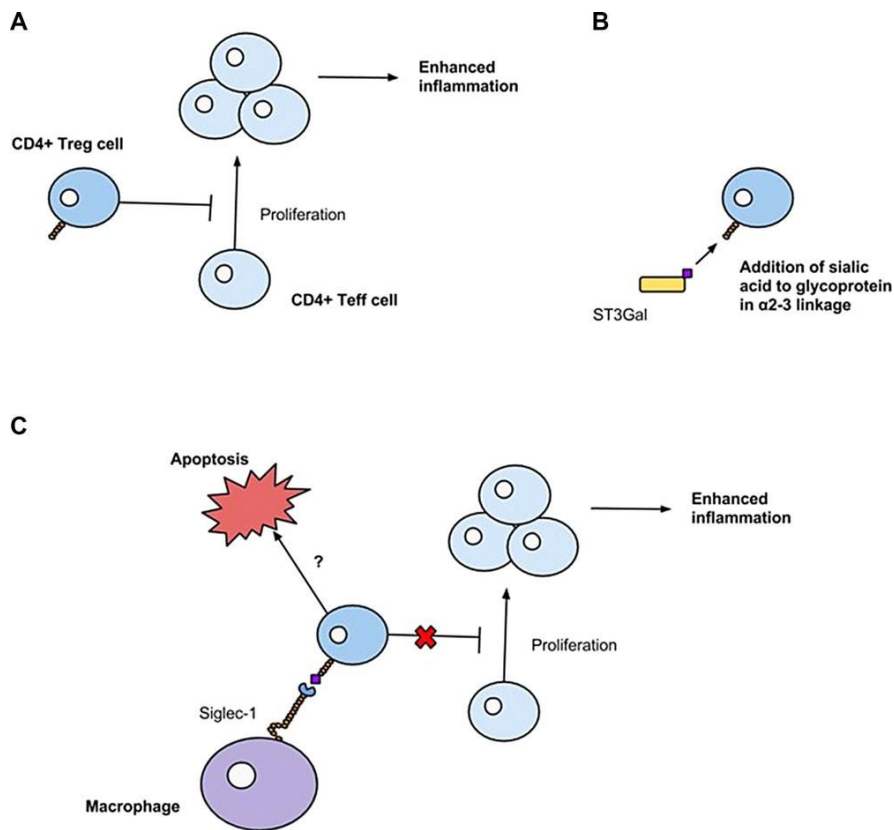 A
B
Enhanced
inflammation
CD4+ Treg cell
Proliferation
CD4+ Teff cell
ST3Gal
Addition of sialic
acid to glycoprotein
in α2-3 linkage
C
Apoptosis
?
Enhanced
inflammation
Proliferation
Siglec-1
Macrophage